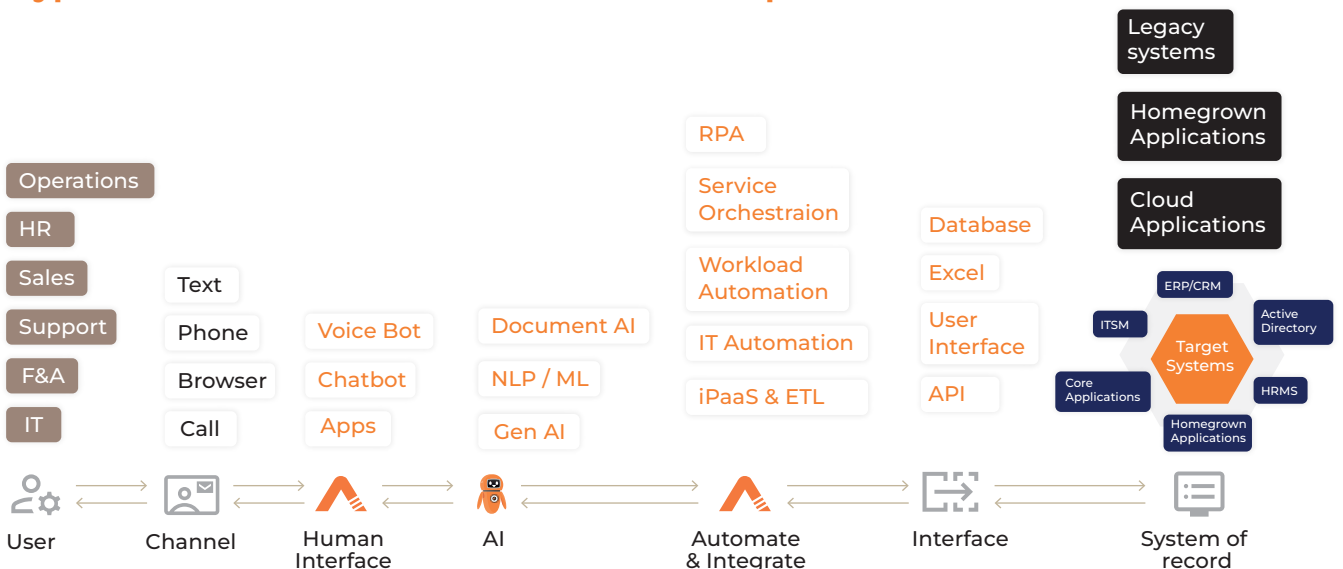 Operations
HR
Sales
Support
F&A
IT
User
Text
Phone
Browser
Call
Channel
Voice Bot
Chatbot
Apps
Human
Interface
Document AI
NLP / ML
Gen AI
AI
RPA
Service
Orchestraion
Workload
Automation
IT Automation
iPaaS & ETL
Automate
& Integrate
Database
Excel
User
Interface
API
Interface
Legacy
systems
Homegrown
Applications
Cloud
Applications
ERP/CRM
ITSM
Active
Directory
Target
Systems
Core
Applications
HRMS
Homegrown
Applications
System of
record